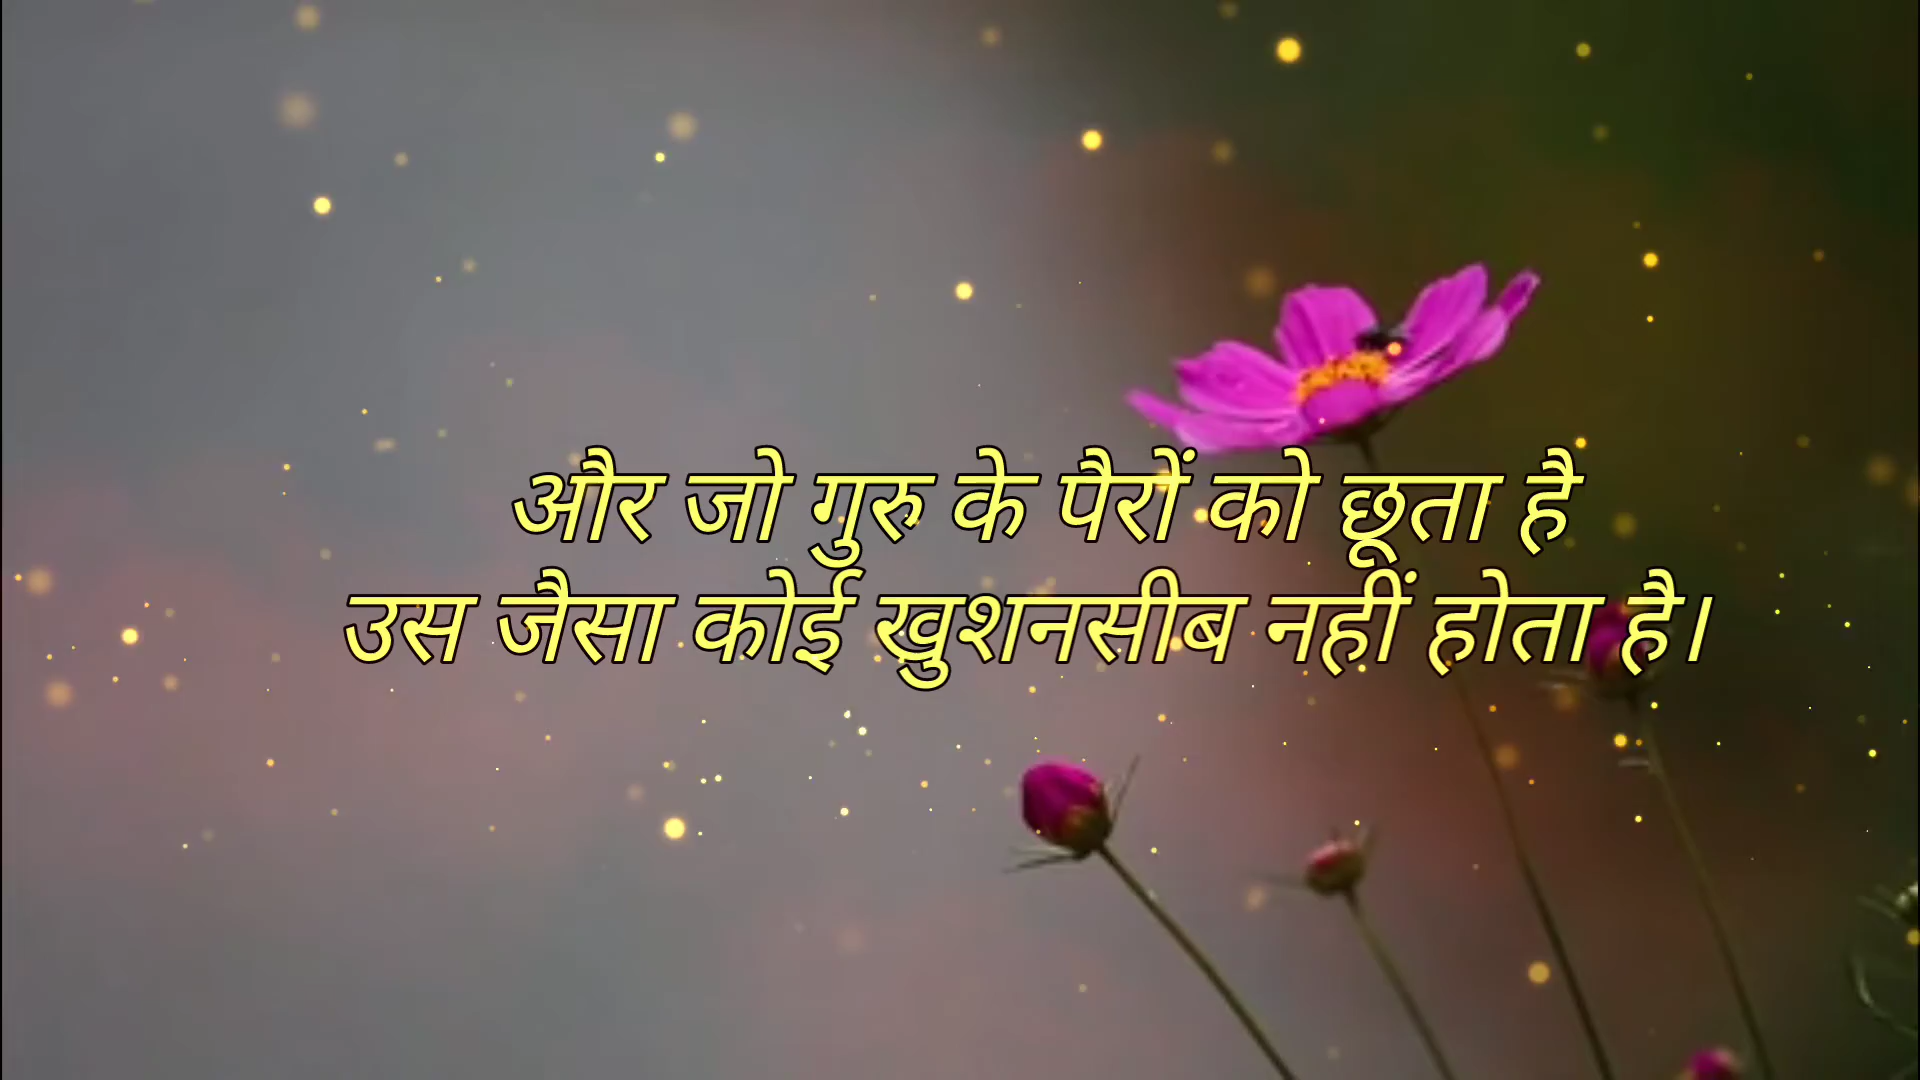 और जो गुरु के पैरों को छूता है
उस जैसा कोई खुशनसीब नहीं होता है।